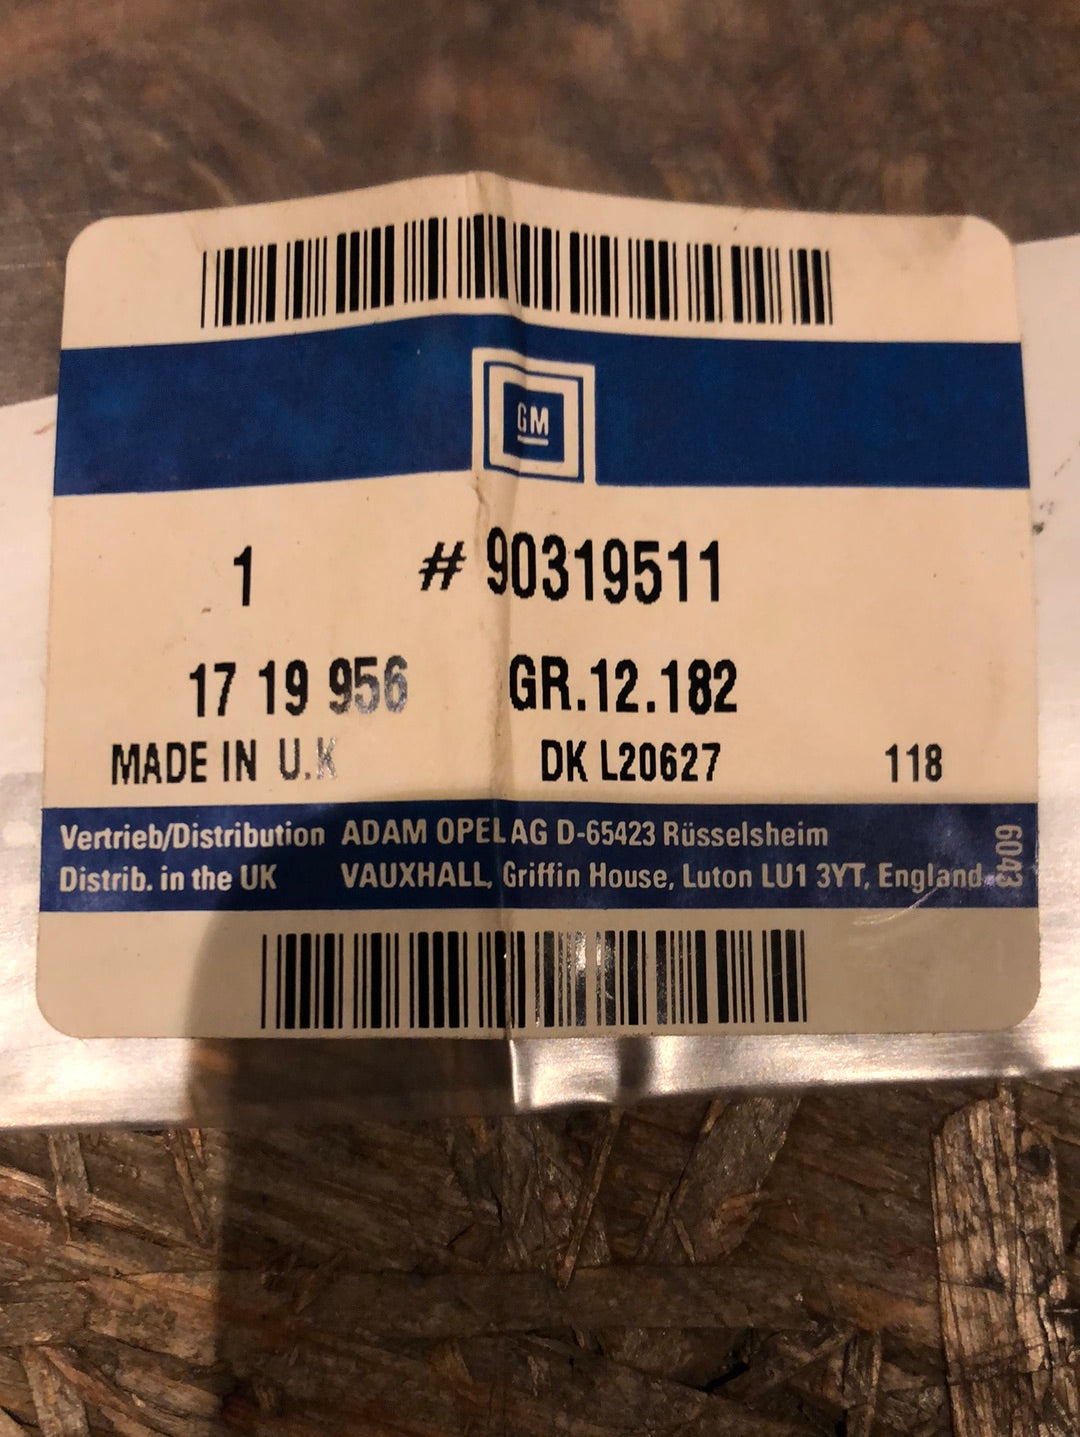 GM
1 # 90319511
17 19 956 GR.12.182
MADE IN U.K DK L20627 118
Vertrieb/Distribution ADAM OPEL AG D-65423 Rüsselsheim
Distrib. in the UK VAUXHALL, Griffin House, Luton LU1 3YT, England
6043